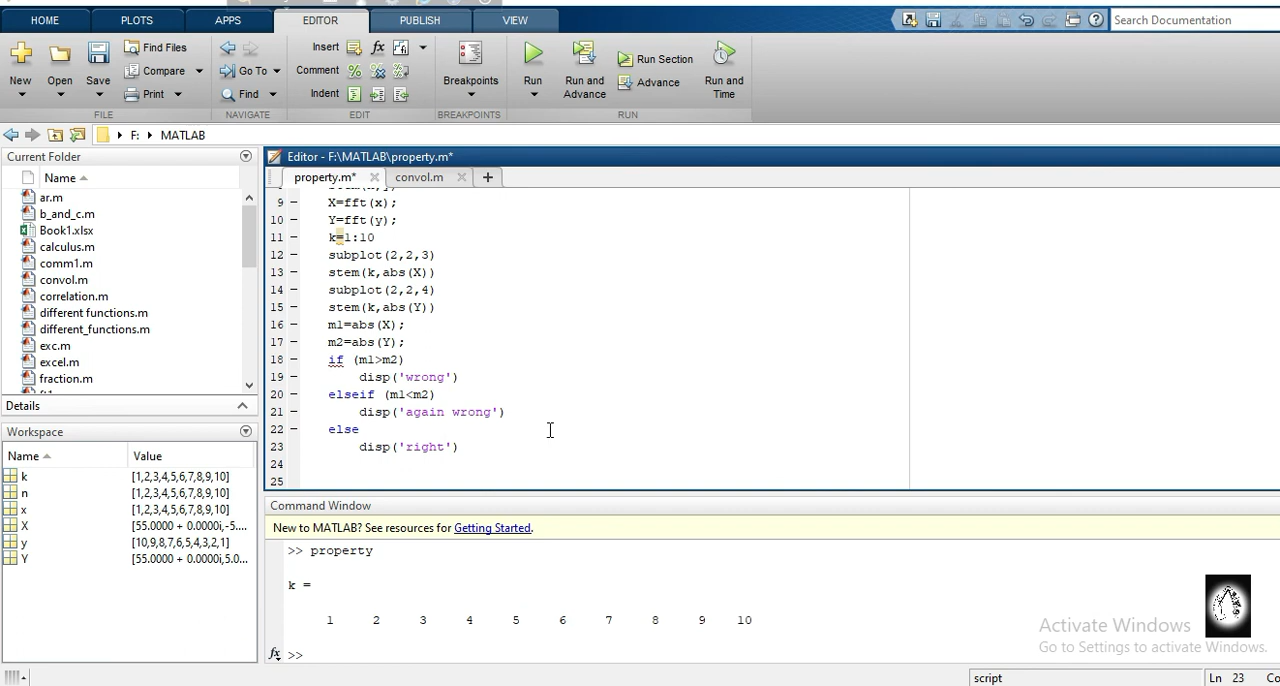 HOME PLOTS APPS EDITOR PUBLISH VIEW Search Documentation
New Open Save Find Files Compare Print Go To Find Insert fx Comment Indent Breakpoints Run Run and Advance Run Section Advance Run and Time
FILE NAVIGATE EDIT BREAKPOINTS RUN
F: MATLAB
Current Folder
Name
ar.m
b_and_c.m
Book1.xlsx
calculus.m
comm1.m
convol.m
correlation.m
different functions.m
different_functions.m
exc.m
excel.m
fraction.m
Details
Workspace
Name Value
k [1,2,3,4,5,6,7,8,9,10]
n [1,2,3,4,5,6,7,8,9,10]
x [1,2,3,4,5,6,7,8,9,10]
X [55.0000 + 0.0000i,-5....
y [10,9,8,7,6,5,4,3,2,1]
Y [55.0000 + 0.0000i,5.0...
Editor - F:\MATLAB\property.m*
property.m* convol.m
9 X=fft(x);
10 Y=fft(y);
11 k=1:10
12 subplot(2,2,3)
13 stem(k,abs(X))
14 subplot(2,2,4)
15 stem(k,abs(Y))
16 m1=abs(X);
17 m2=abs(Y);
18 if (m1>m2)
19 disp('wrong')
20 elseif (m1<m2)
21 disp('again wrong')
22 else
23 disp('right')
24
25
Command Window
New to MATLAB? See resources for Getting Started.
>> property
k =
1 2 3 4 5 6 7 8 9 10
fx >>
Activate Windows
Go to Settings to activate Windows.
script Ln 23